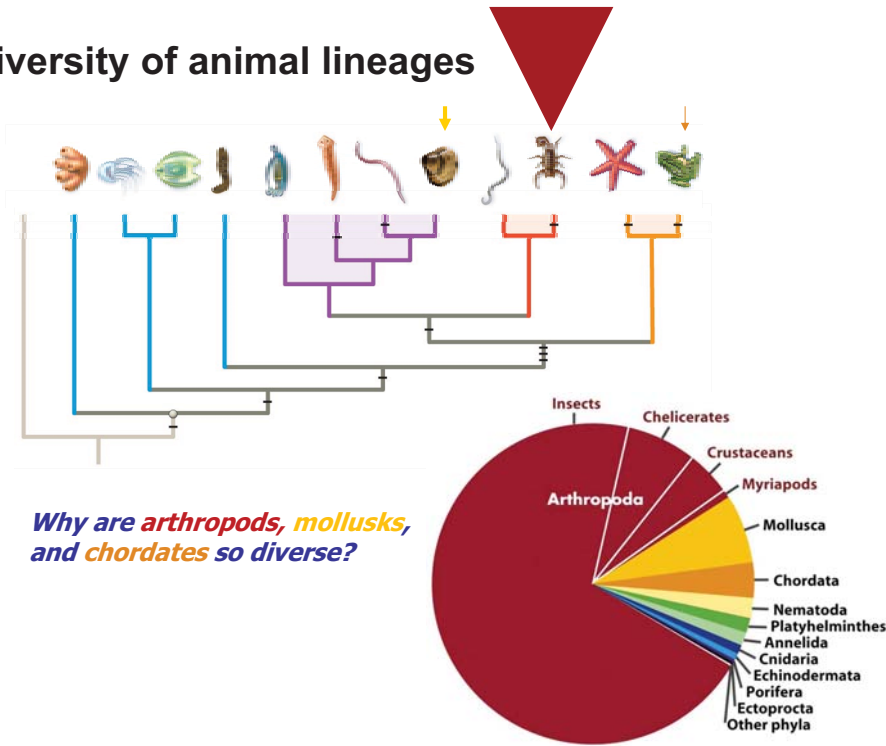 iversity of animal lineages
Insects
Chelicerates
Crustaceans
Myriapods
Arthropoda
Mollusca
Chordata
Nematoda
Platyhelminthes
Annelida
Cnidaria
Echinodermata
Porifera
Ectoprocta
Other phyla
Why are arthropods, mollusks,
and chordates so diverse?